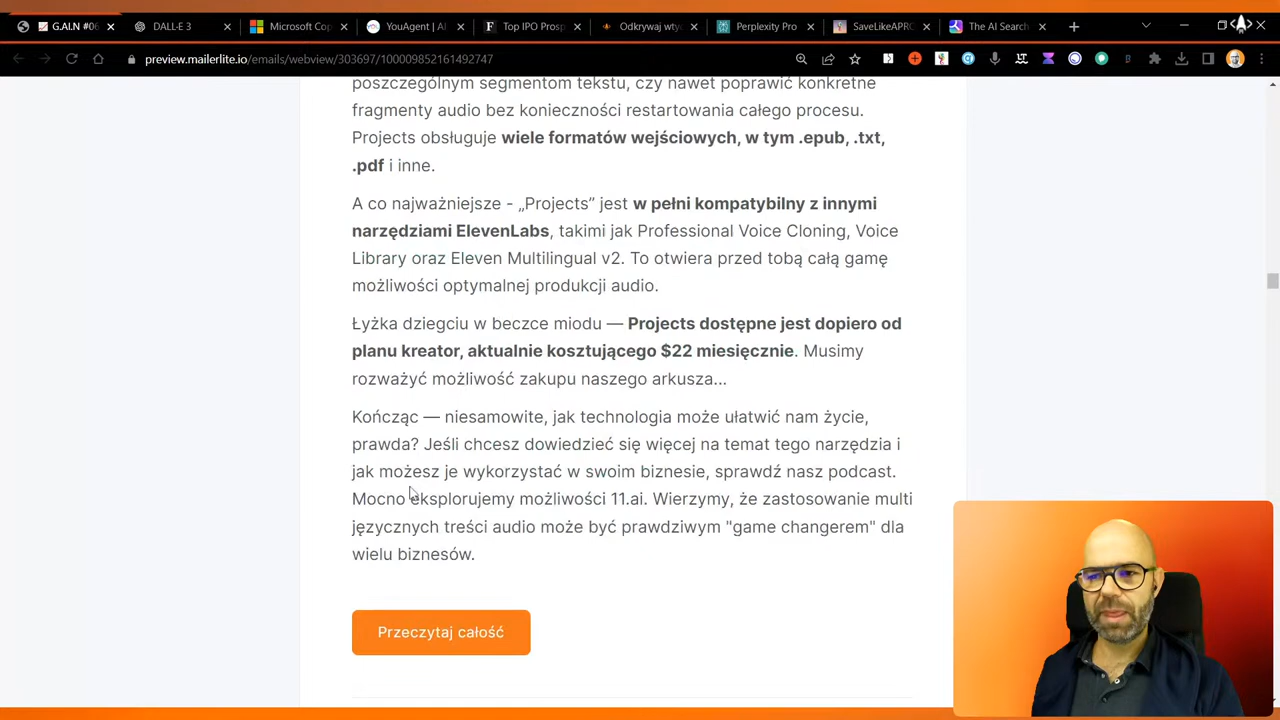 G.AI.N #06
DALL-E 3
Microsoft Cop
YouAgent | AI
Top IPO Prosp
Odkrywaj wty
Perplexity Pro
SaveLikeAPRO
The AI Search
preview.mailerlite.io/emails/webview/303697/100009852161492747
poszczególnym segmentom tekstu, czy nawet poprawić konkretne
fragmenty audio bez konieczności restartowania całego procesu.
Projects obsługuje wiele formatów wejściowych, w tym .epub, .txt,
.pdf i inne.
A co najważniejsze - „Projects” jest w pełni kompatybilny z innymi
narzędziami ElevenLabs, takimi jak Professional Voice Cloning, Voice
Library oraz Eleven Multilingual v2. To otwiera przed tobą całą gamę
możliwości optymalnej produkcji audio.
Łyżka dziegciu w beczce miodu — Projects dostępne jest dopiero od
planu kreator, aktualnie kosztującego $22 miesięcznie. Musimy
rozważyć możliwość zakupu naszego arkusza...
Kończąc — niesamowite, jak technologia może ułatwić nam życie,
prawda? Jeśli chcesz dowiedzieć się więcej na temat tego narzędzia i
jak możesz je wykorzystać w swoim biznesie, sprawdź nasz podcast.
Mocno eksplorujemy możliwości 11.ai. Wierzymy, że zastosowanie multi
językznych treści audio może być prawdziwym "game changerem" dla
wielu biznesów.
Przeczytaj całość